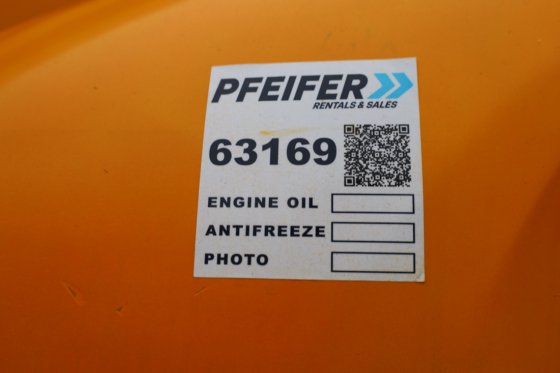 PFEIFER
RENTALS & SALES
63169
ENGINE OIL
ANTIFREEZE
PHOTO